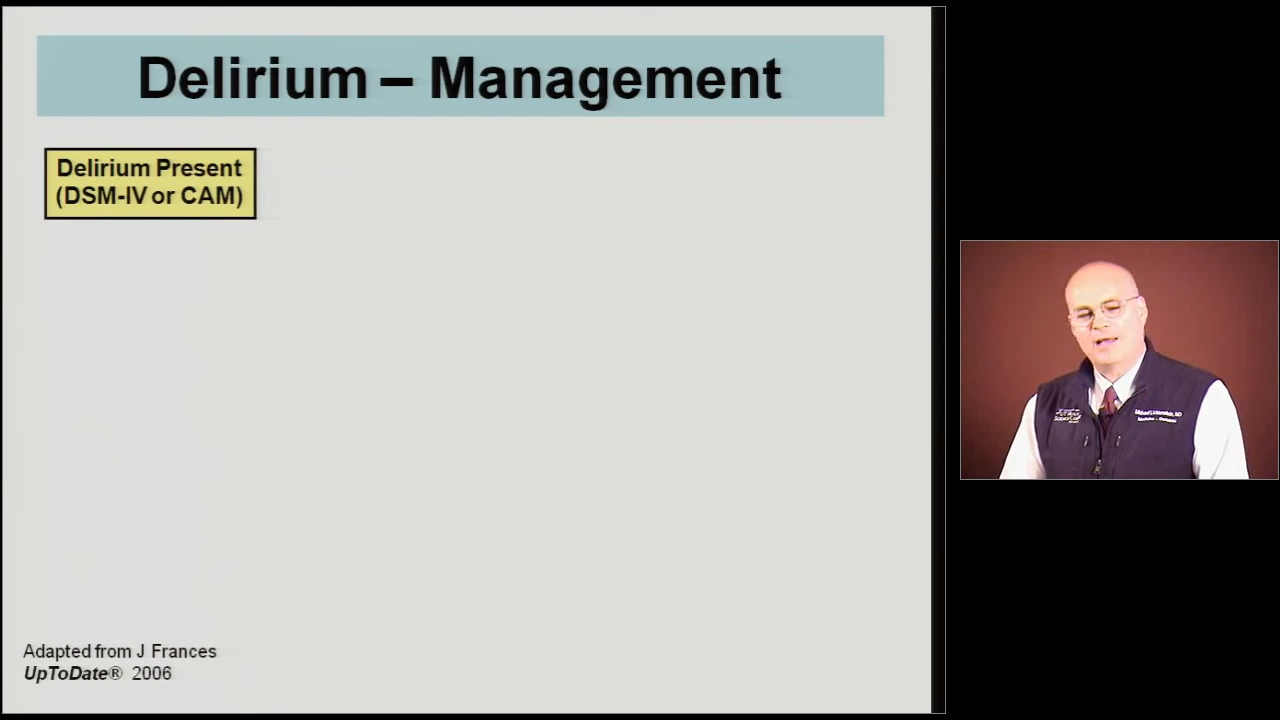 Delirium – Management
Delirium Present
(DSM-IV or CAM)
Adapted from J Frances
UpToDate® 2006